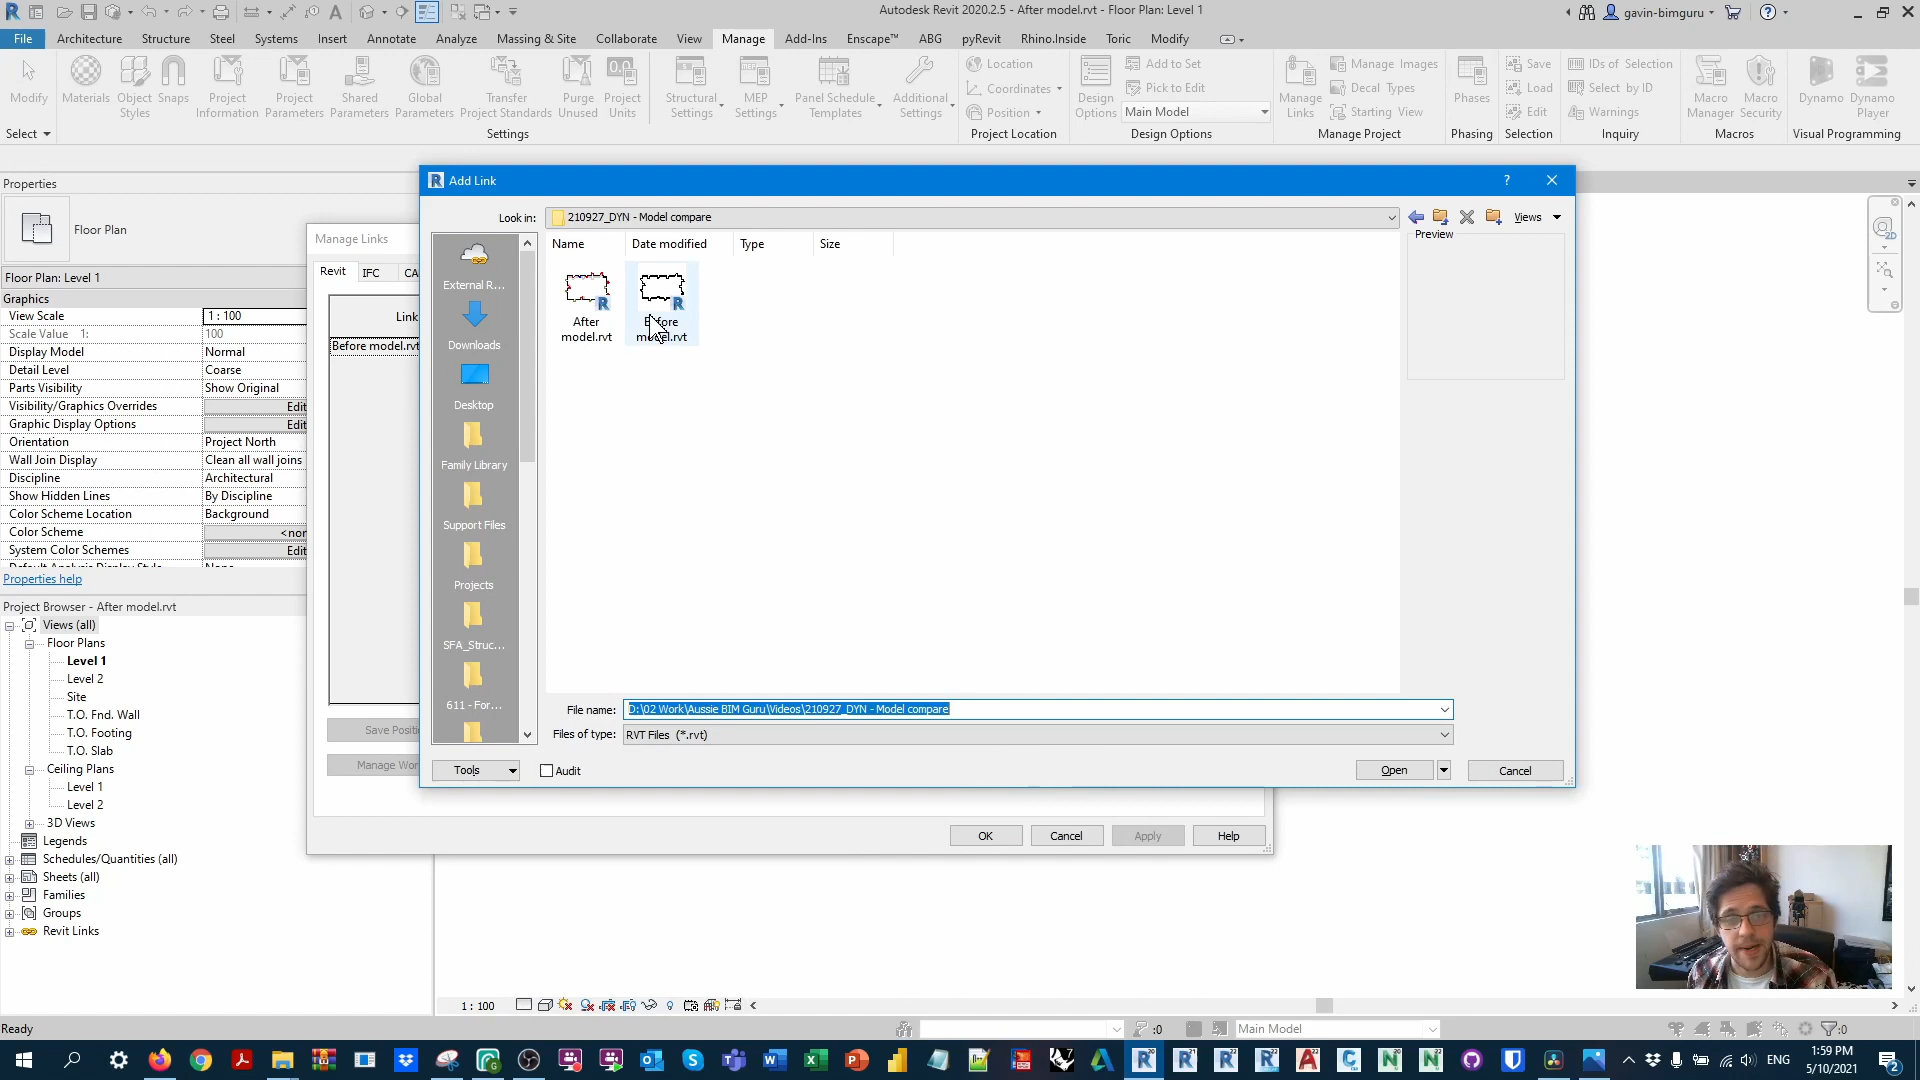 Autodesk Revit 2020.2.5 - After model.rvt - Floor Plan: Level 1
gavin-bimguru
File Architecture Structure Steel Systems Insert Annotate Analyze Massing & Site Collaborate View Manage Add-Ins Enscape™ ABG pyRevit Rhino.Inside Toric Modify
Modify
Materials
Object Styles
Snaps
Project Information
Project Parameters
Shared Parameters
Global Parameters
Transfer Project Standards
Purge Unused
Project Units
Structural Settings
MEP Settings
Panel Schedule Templates
Additional Settings
Location
Coordinates
Position
Design Options
Add to Set
Pick to Edit
Main Model
Manage Links
Manage Images
Decal Types
Starting View
Phases
Save
Load
Edit
IDs of Selection
Select by ID
Warnings
Macro Manager
Macro Security
Dynamo
Dynamo Player
Select Settings Project Location Design Options Manage Project Phasing Selection Inquiry Macros Visual Programming
Properties
Floor Plan
Floor Plan: Level 1
Graphics
View Scale 1 : 100
Scale Value 1: 100
Display Model Normal
Detail Level Coarse
Parts Visibility Show Original
Visibility/Graphics Overrides Edit
Graphic Display Options Edit
Orientation Project North
Wall Join Display Clean all wall joins
Discipline Architectural
Show Hidden Lines By Discipline
Color Scheme Location Background
Color Scheme <nor
System Color Schemes Edit
Properties help
Project Browser - After model.rvt
Views (all)
Floor Plans
Level 1
Level 2
Site
T.O. Fnd. Wall
T.O. Footing
T.O. Slab
Ceiling Plans
Level 1
Level 2
3D Views
Legends
Schedules/Quantities (all)
Sheets (all)
Families
Groups
Revit Links
Manage Links
Revit IFC CA
Link
Before model.rvt
Save Positi
Manage Wor
OK Cancel Apply Help
Add Link
Look in: 210927_DYN - Model compare
Views
Preview
Name Date modified Type Size
External R...
Downloads
Desktop
Family Library
Support Files
Projects
SFA_Struc...
611 - For...
After
model.rvt
Before
model.rvt
File name: D:\02 Work\Aussie BIM Guru\Videos\210927_DYN - Model compare
Files of type: RVT Files (*.rvt)
Tools Audit Open Cancel
1 : 100
Ready
:0 Main Model :0
ENG
1:59 PM
5/10/2021
2